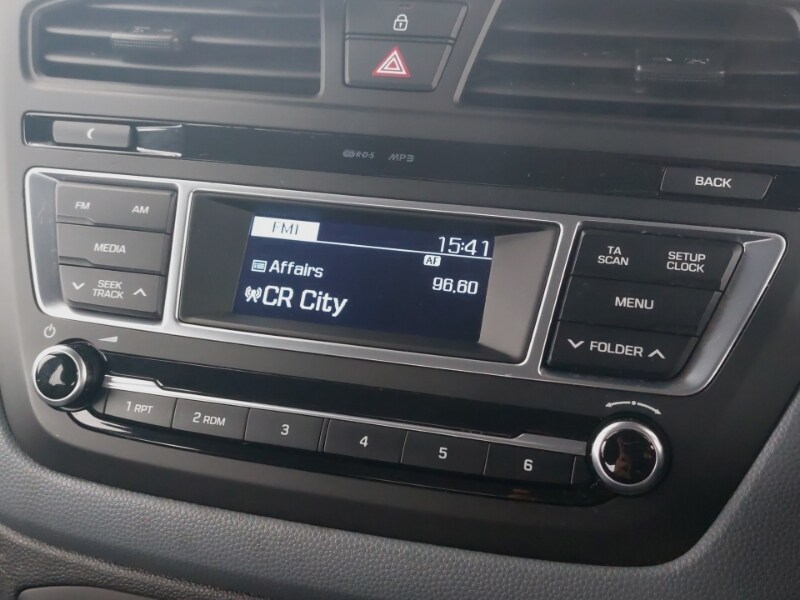 RDS MP3
BACK
FM AM
MEDIA
SEEK
TRACK
FM1
15:41
AF
Affairs
96.60
CR City
TA
SCAN
SETUP
CLOCK
MENU
FOLDER
1 RPT
2 RDM
3
4
5
6